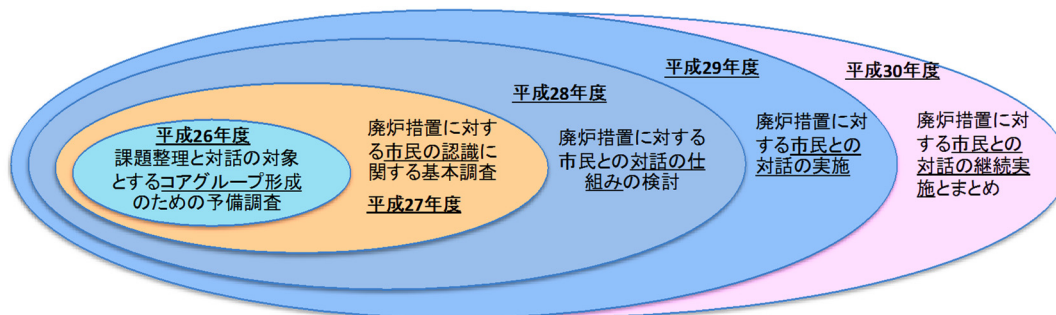 平成26年度
課題整理と対話の対象
とするコアグループ形成
のための予備調査
廃炉措置に対す
る市民の認識に
関する基本調査
平成27年度
平成28年度
廃炉措置に対する
市民との対話の仕
組みの検討
平成29年度
廃炉措置に対
する市民との
対話の実施
平成30年度
廃炉措置に対
する市民との
対話の継続実
施とまとめ